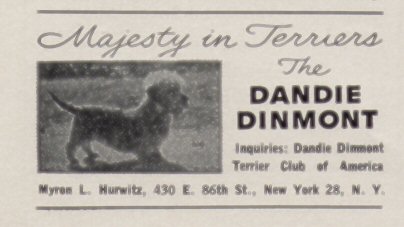 Majesty in Terriers
The
DANDIE
DINMONT
Inquiries: Dandie Dinmont
Terrier Club of America
Myron L. Hurwitz, 430 E. 86th St., New York 28, N. Y.